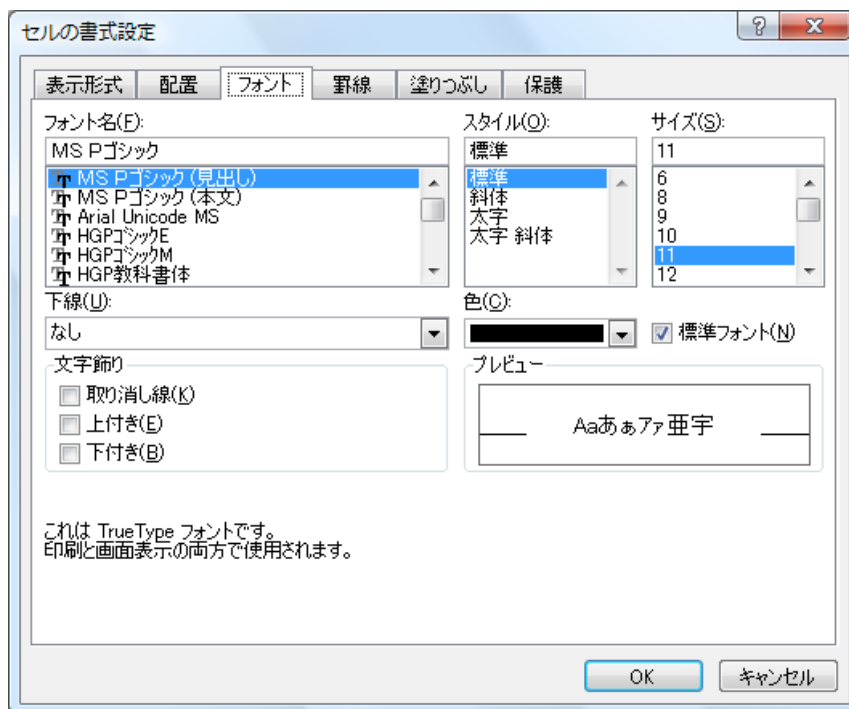 セルの書式設定
表示形式 配置 フォント 罫線 塗りつぶし 保護
フォント名(F): スタイル(O): サイズ(S):
MS Pゴシック 標準 11
MS Pゴシック (見出し) 標準 6
MS Pゴシック (本文) 斜体 8
Arial Unicode MS 太字 9
HGPゴシックE 太字 斜体 10
HGPゴシックM 11
HGP教科書体 12
下線(U): 色(C):
なし 標準フォント(N)
文字飾り プレビュー
取り消し線(K)
上付き(E) Aaあぁアァ亜宇
下付き(B)
これは TrueType フォントです。
印刷と画面表示の両方で使用されます。
OK キャンセル